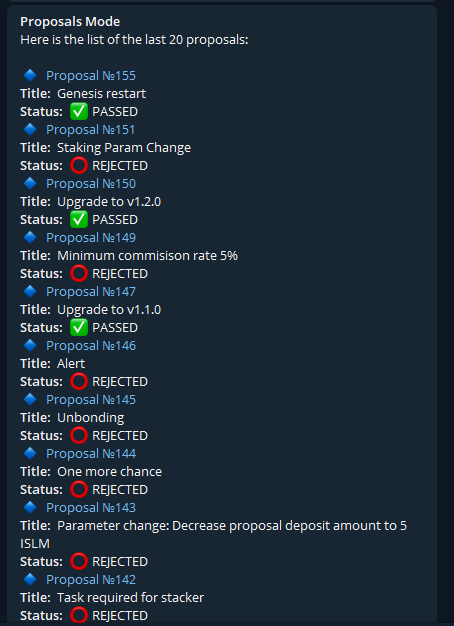 Proposals Mode
Here is the list of the last 20 proposals:
Proposal №155
Title: Genesis restart
Status: ✅ PASSED
Proposal №151
Title: Staking Param Change
Status: ⭕ REJECTED
Proposal №150
Title: Upgrade to v1.2.0
Status: ✅ PASSED
Proposal №149
Title: Minimum commisison rate 5%
Status: ⭕ REJECTED
Proposal №147
Title: Upgrade to v1.1.0
Status: ✅ PASSED
Proposal №146
Title: Alert
Status: ⭕ REJECTED
Proposal №145
Title: Unbonding
Status: ⭕ REJECTED
Proposal №144
Title: One more chance
Status: ⭕ REJECTED
Proposal №143
Title: Parameter change: Decrease proposal deposit amount to 5
ISLM
Status: ⭕ REJECTED
Proposal №142
Title: Task required for stacker
Status: ⭕ REJECTED